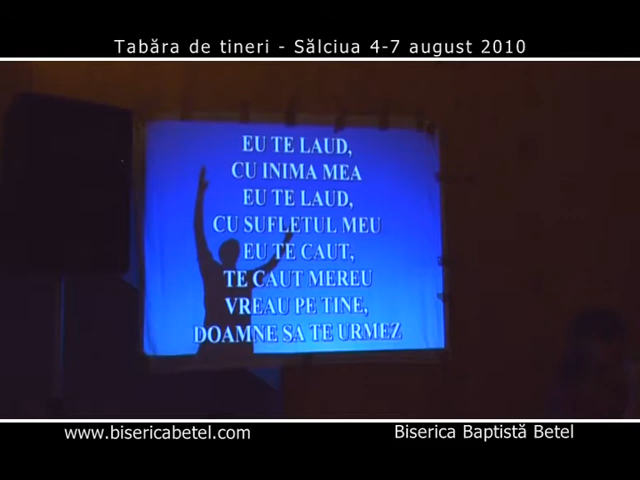 Tabăra de tineri - Sălciua 4-7 august 2010
EU TE LAUD,
CU INIMA MEA
EU TE LAUD,
CU SUFLETUL MEU
EU TE CAUT,
TE CAUT MEREU
VREAU PE TINE,
DOAMNE SA TE URMEZ
www.bisericabetel.com
Biserica Baptistă Betel